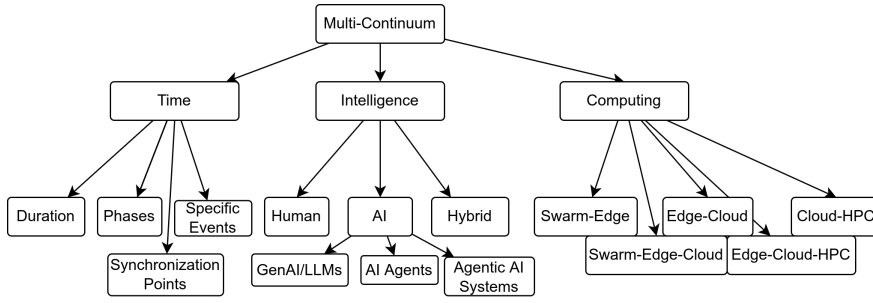 Multi-Continuum
Time
Intelligence
Computing
Duration
Phases
Specific
Events
Human
AI
Hybrid
Swarm-Edge
Edge-Cloud
Cloud-HPC
Synchronization
Points
GenAI/LLMs
AI Agents
Agentic AI
Systems
Swarm-Edge-Cloud
Edge-Cloud-HPC